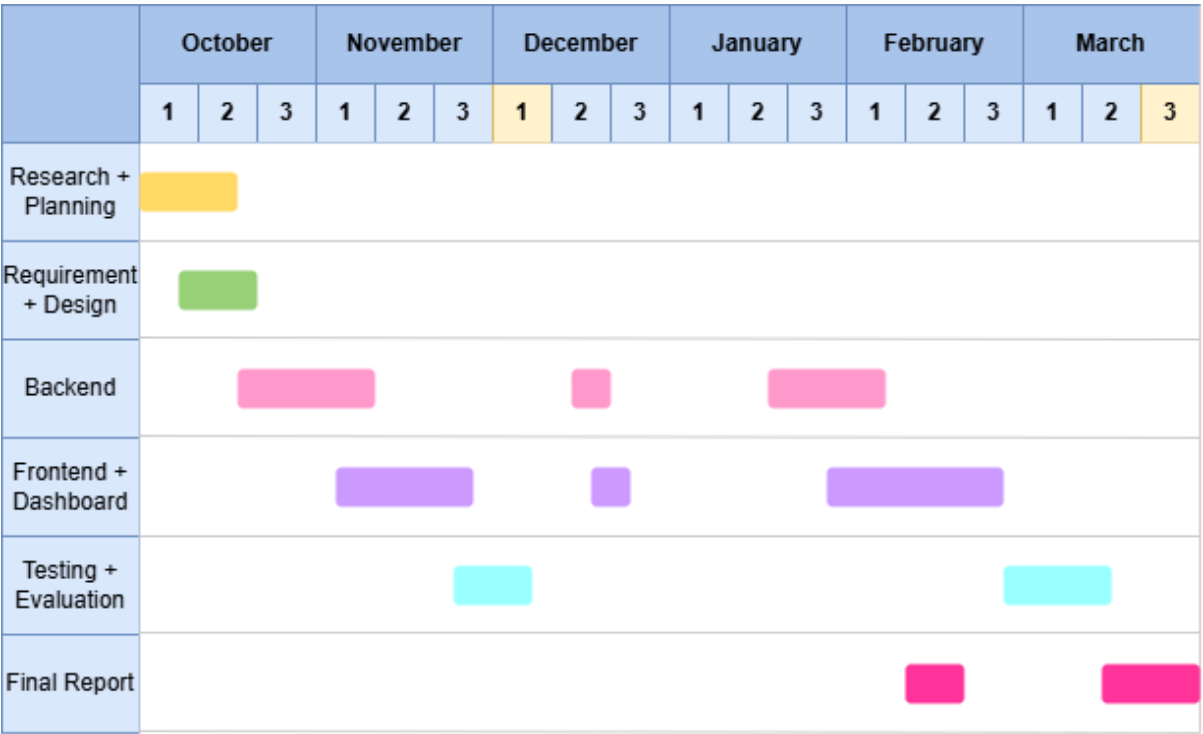 October November December January February March
1 2 3 1 2 3 1 2 3 1 2 3 1 2 3 1 2 3
Research +
Planning
Requirement
+ Design
Backend
Frontend +
Dashboard
Testing +
Evaluation
Final Report